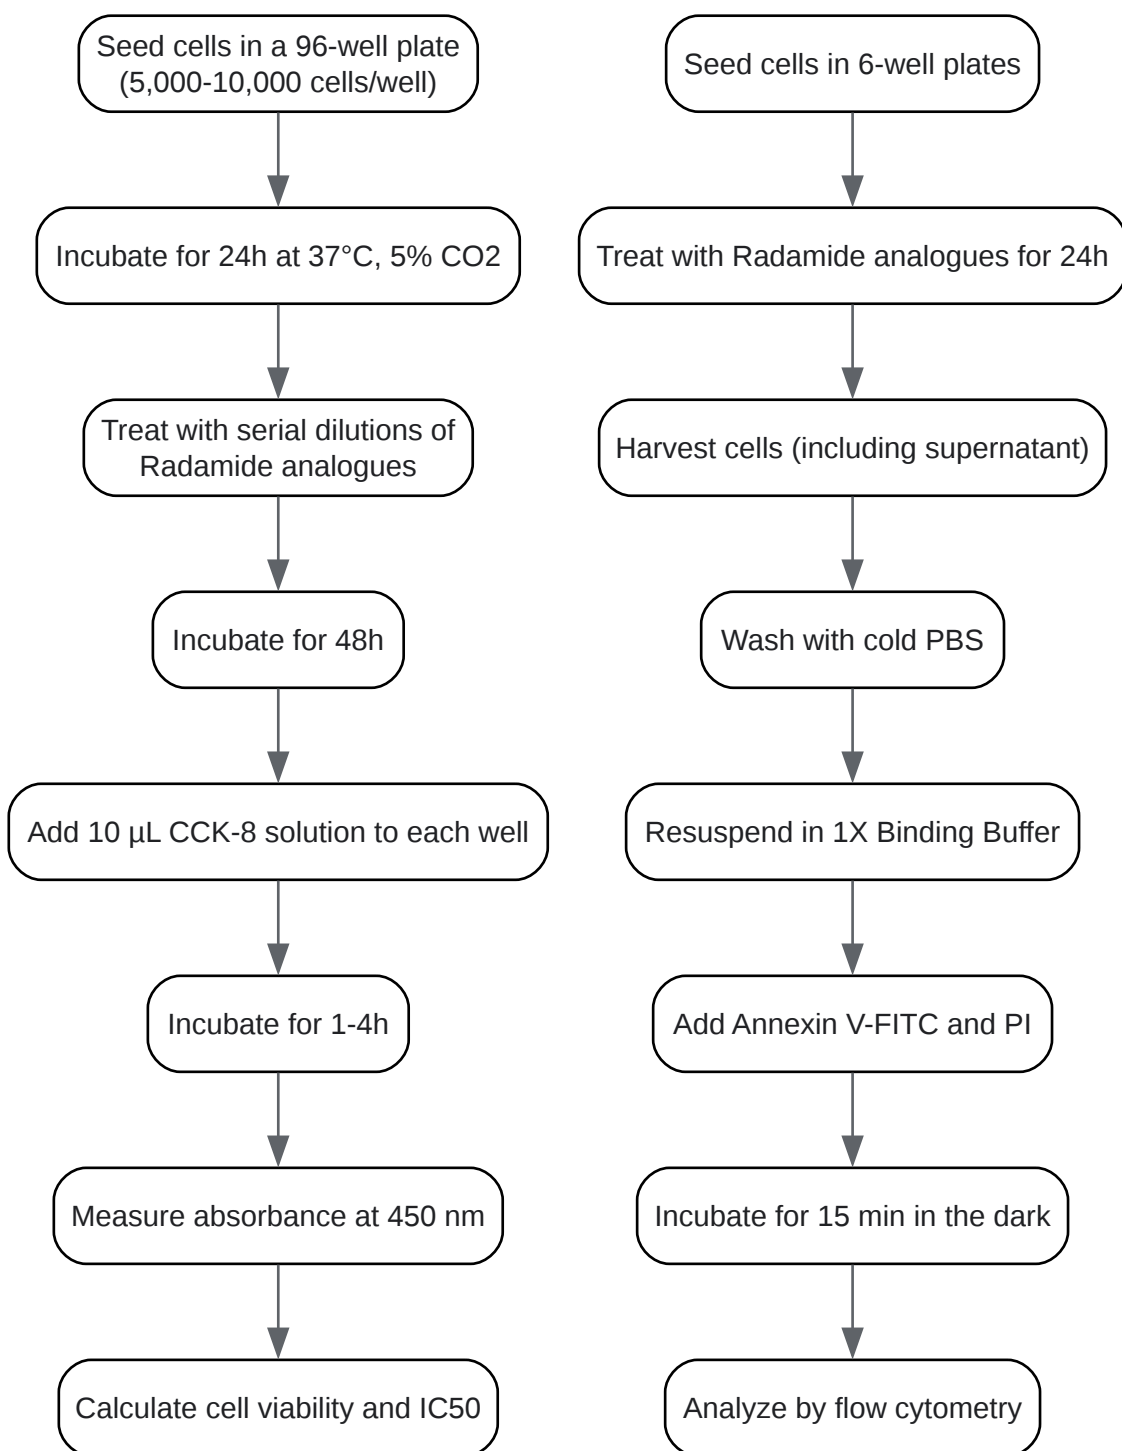 Seed cells in a 96-well plate
(5,000-10,000 cells/well)
Incubate for 24h at 37°C, 5% CO2
Treat with serial dilutions of
Radamide analogues
Incubate for 48h
Add 10 µL CCK-8 solution to each well
Incubate for 1-4h
Measure absorbance at 450 nm
Calculate cell viability and IC50
Seed cells in 6-well plates
Treat with Radamide analogues for 24h
Harvest cells (including supernatant)
Wash with cold PBS
Resuspend in 1X Binding Buffer
Add Annexin V-FITC and PI
Incubate for 15 min in the dark
Analyze by flow cytometry